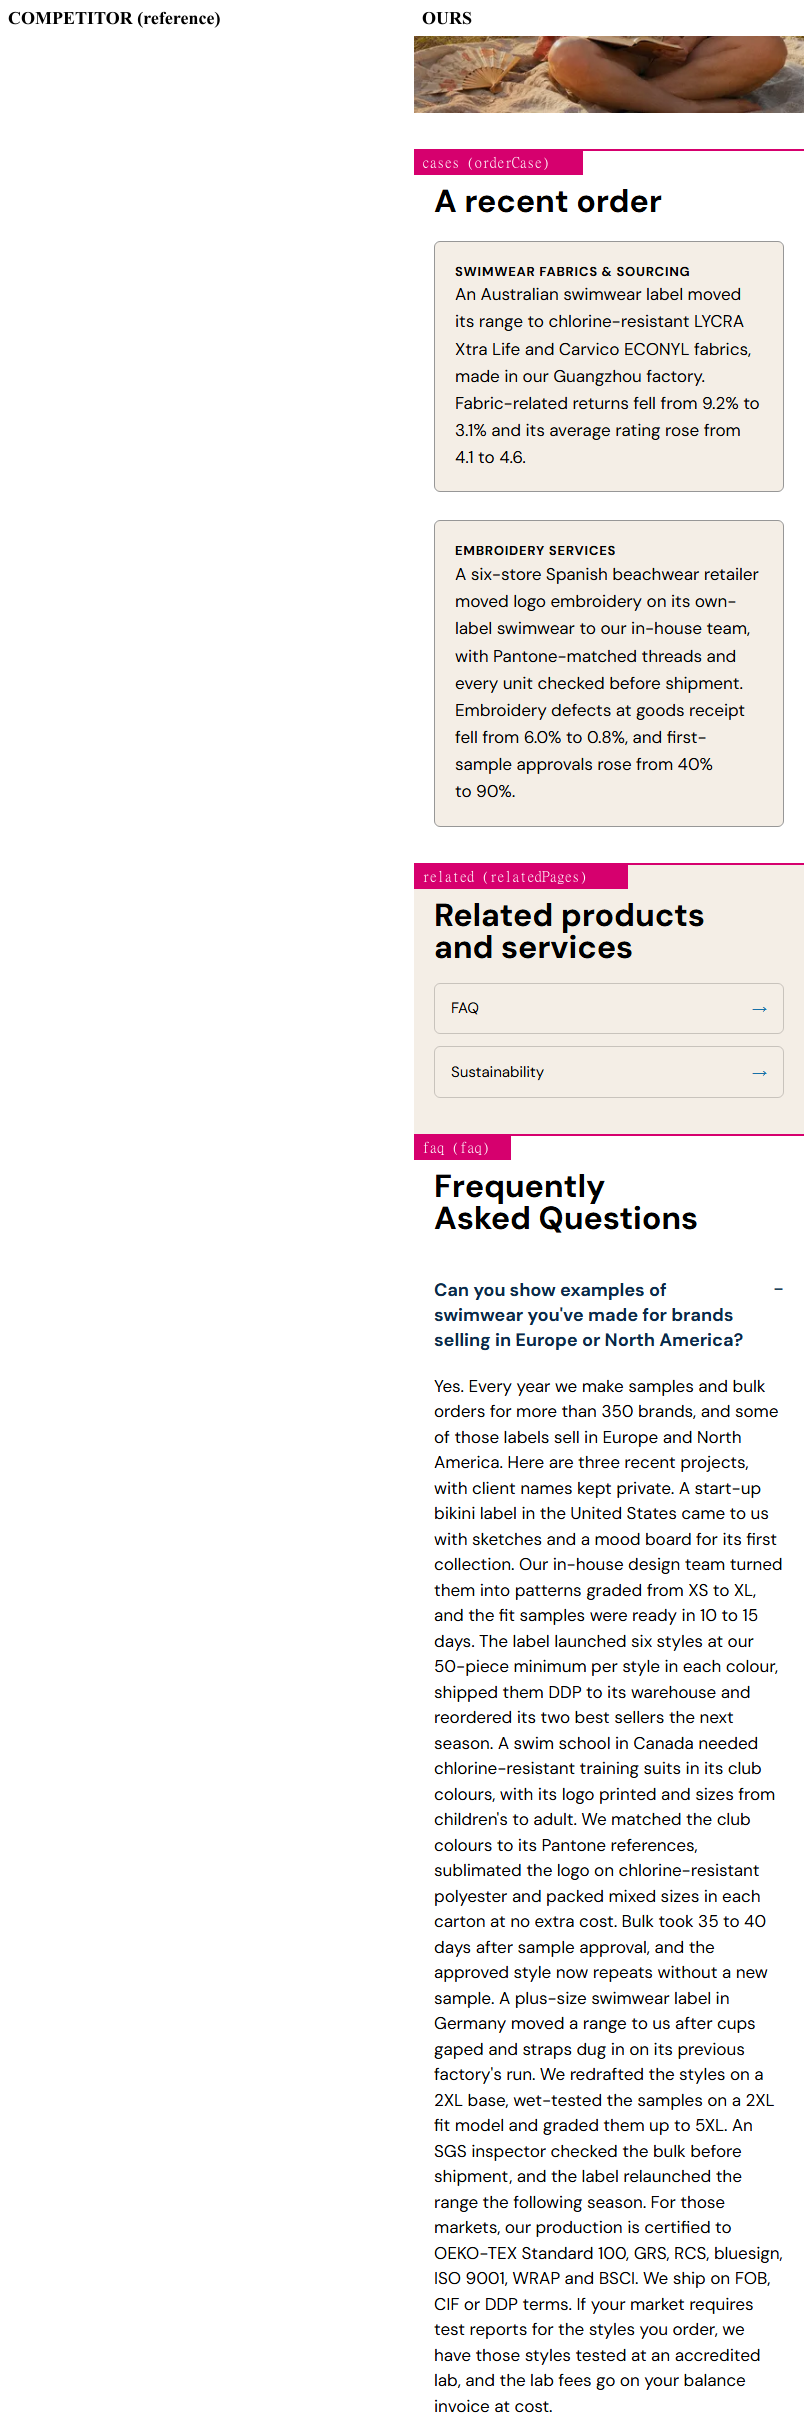 COMPETITOR (reference)
OURS
cases (orderCase)
A recent order
SWIMWEAR FABRICS & SOURCING
An Australian swimwear label moved
its range to chlorine-resistant LYCRA
Xtra Life and Carvico ECONYL fabrics,
made in our Guangzhou factory.
Fabric-related returns fell from 9.2% to
3.1% and its average rating rose from
4.1 to 4.6.
EMBROIDERY SERVICES
A six-store Spanish beachwear retailer
moved logo embroidery on its own-
label swimwear to our in-house team,
with Pantone-matched threads and
every unit checked before shipment.
Embroidery defects at goods receipt
fell from 6.0% to 0.8%, and first-
sample approvals rose from 40%
to 90%.
related (relatedPages)
Related products
and services
FAQ →
Sustainability →
faq (faq)
Frequently
Asked Questions
Can you show examples of –
swimwear you've made for brands
selling in Europe or North America?
Yes. Every year we make samples and bulk
orders for more than 350 brands, and some
of those labels sell in Europe and North
America. Here are three recent projects,
with client names kept private. A start-up
bikini label in the United States came to us
with sketches and a mood board for its first
collection. Our in-house design team turned
them into patterns graded from XS to XL,
and the fit samples were ready in 10 to 15
days. The label launched six styles at our
50-piece minimum per style in each colour,
shipped them DDP to its warehouse and
reordered its two best sellers the next
season. A swim school in Canada needed
chlorine-resistant training suits in its club
colours, with its logo printed and sizes from
children's to adult. We matched the club
colours to its Pantone references,
sublimated the logo on chlorine-resistant
polyester and packed mixed sizes in each
carton at no extra cost. Bulk took 35 to 40
days after sample approval, and the
approved style now repeats without a new
sample. A plus-size swimwear label in
Germany moved a range to us after cups
gaped and straps dug in on its previous
factory's run. We redrafted the styles on a
2XL base, wet-tested the samples on a 2XL
fit model and graded them up to 5XL. An
SGS inspector checked the bulk before
shipment, and the label relaunched the
range the following season. For those
markets, our production is certified to
OEKO-TEX Standard 100, GRS, RCS, bluesign,
ISO 9001, WRAP and BSCI. We ship on FOB,
CIF or DDP terms. If your market requires
test reports for the styles you order, we
have those styles tested at an accredited
lab, and the lab fees go on your balance
invoice at cost.